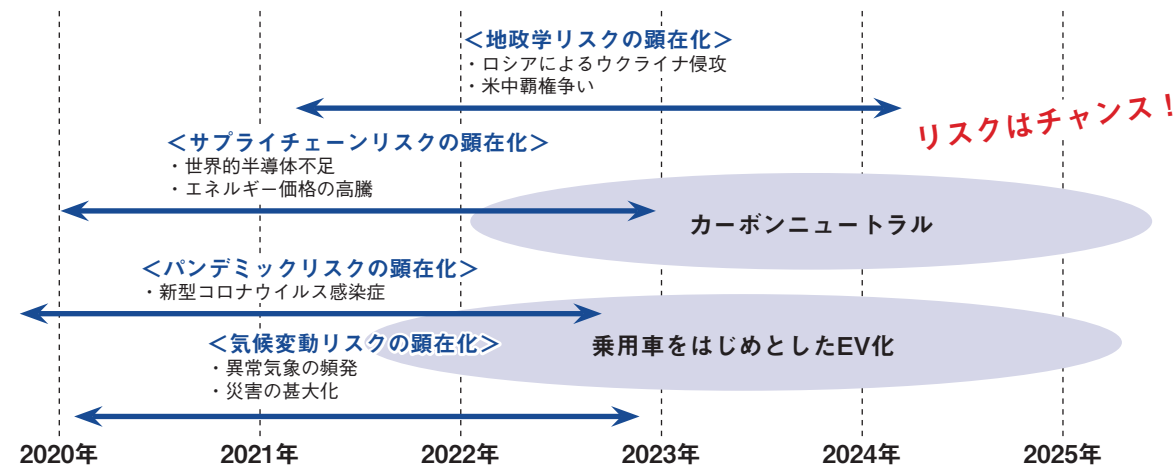 ＜地政学リスクの顕在化＞
・ロシアによるウクライナ侵攻
・米中覇権争い
リスクはチャンス！
＜サプライチェーンリスクの顕在化＞
・世界的半導体不足
・エネルギー価格の高騰
カーボンニュートラル
＜パンデミックリスクの顕在化＞
・新型コロナウイルス感染症
＜気候変動リスクの顕在化＞
・異常気象の頻発
・災害の甚大化
乗用車をはじめとしたEV化
2020年 2021年 2022年 2023年 2024年 2025年